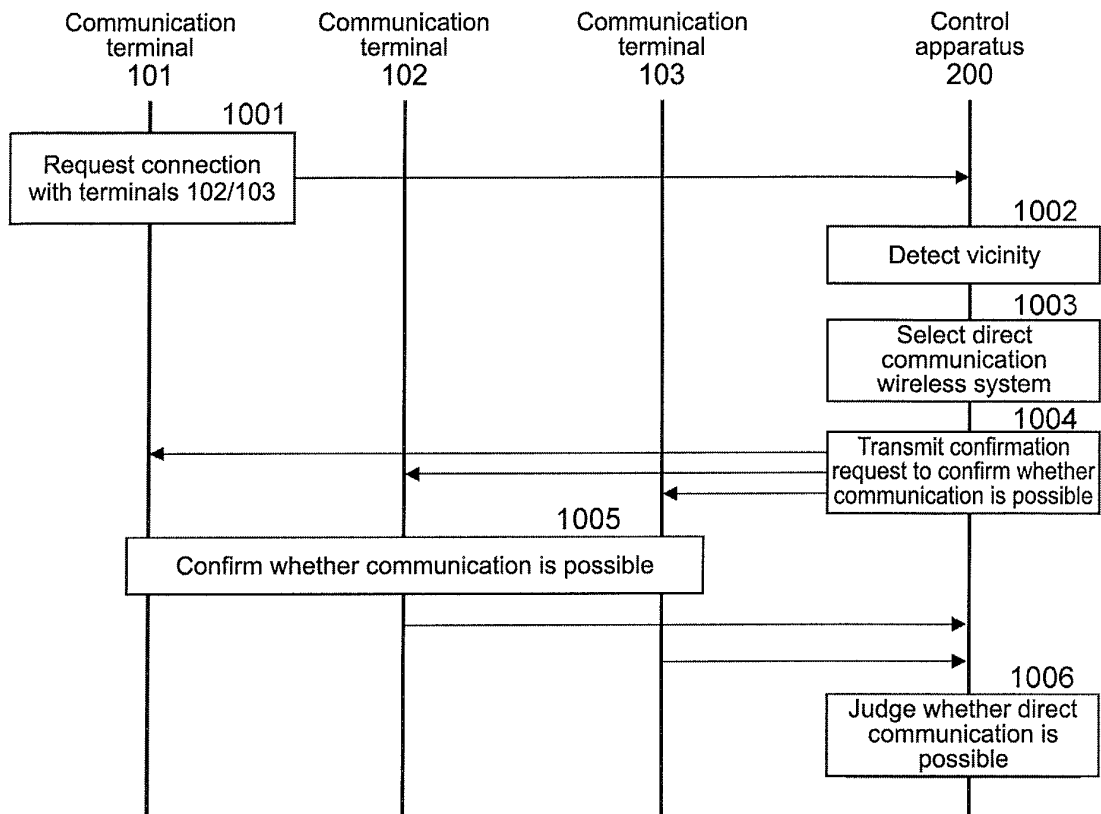 Communication
terminal
101
Communication
terminal
102
Communication
terminal
103
Control
apparatus
200
1001
Request connection
with terminals 102/103
1002
Detect vicinity
1003
Select direct
communication
wireless system
1004
Transmit confirmation
request to confirm whether
communication is possible
1005
Confirm whether communication is possible
1006
Judge whether direct
communication is
possible